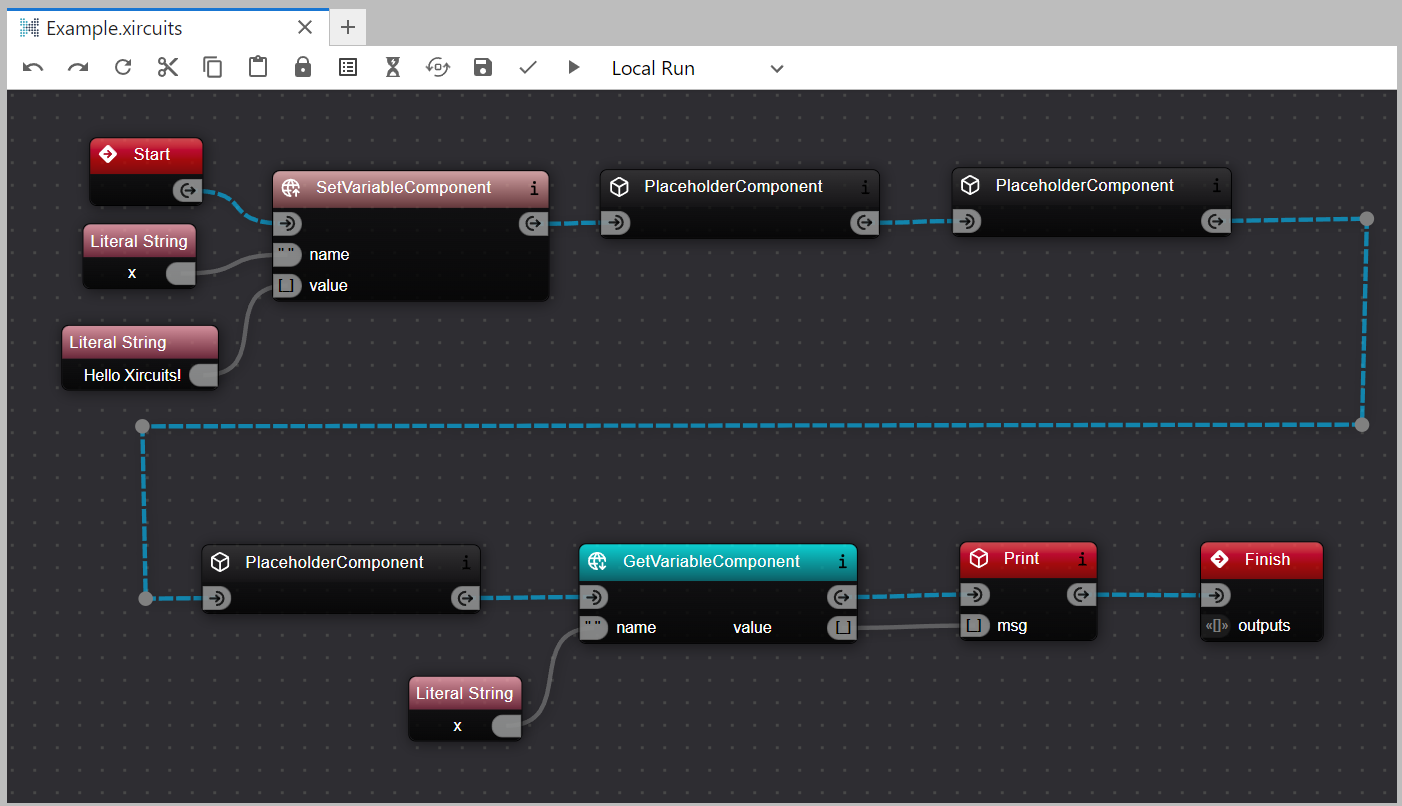 Example.xircuits
Local Run
Start
SetVariableComponent i
PlaceholderComponent i
PlaceholderComponent i
Literal String
x
" " name
[] value
Literal String
Hello Xircuits!
PlaceholderComponent i
GetVariableComponent i
" " name value []
Print i
[] msg
Finish
«[]» outputs
Literal String
x